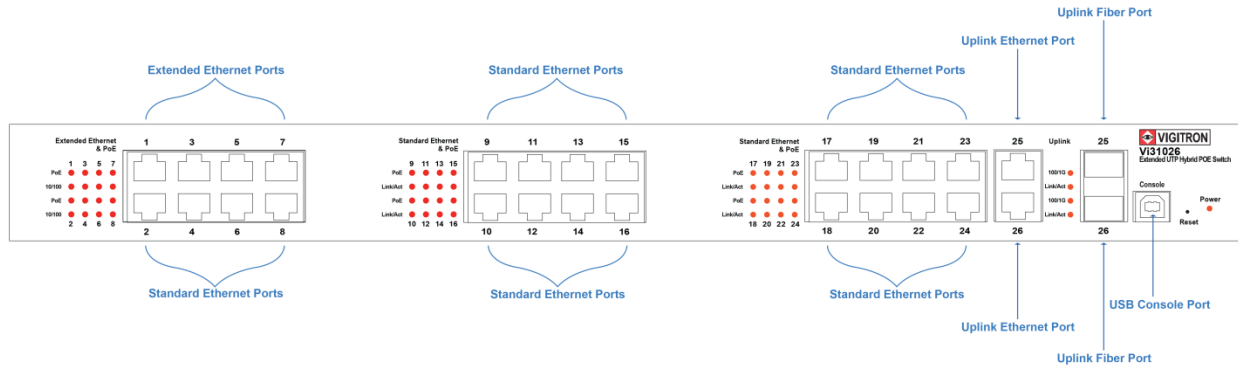 Uplink Fiber Port
Uplink Ethernet Port
Extended Ethernet Ports
Standard Ethernet Ports
Standard Ethernet Ports
Extended Ethernet
& PoE
1 3 5 7
PoE
10/100
PoE
10/100
2 4 6 8
1 3 5 7
2 4 6 8
Standard Ethernet
& PoE
9 11 13 15
PoE
Link/Act
PoE
Link/Act
10 12 14 16
9 11 13 15
10 12 14 16
Standard Ethernet
& PoE
17 19 21 23
PoE
Link/Act
PoE
Link/Act
18 20 22 24
17 19 21 23
18 20 22 24
25
26
Uplink
100/1G
Link/Act
100/1G
Link/Act
25
26
VIGITRON
Vi31026
Extended UTP Hybrid POE Switch
Console
Reset
Power
Standard Ethernet Ports
Standard Ethernet Ports
Standard Ethernet Ports
USB Console Port
Uplink Ethernet Port
Uplink Fiber Port